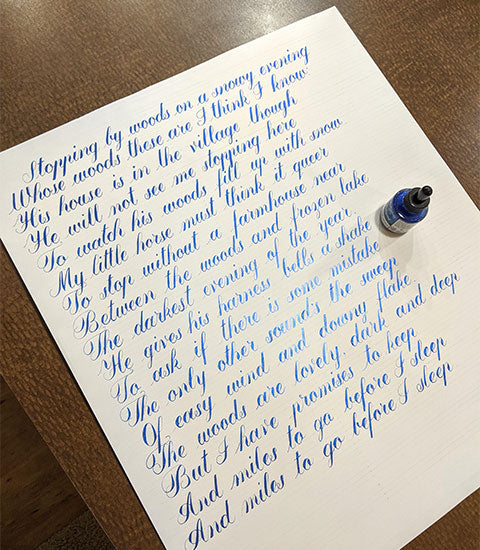 Stopping by woods on a snowy evening
Whose woods these are I think I know.
His house is in the village though
He will not see me stopping here
To watch his woods fill up with snow.
My little horse must think it queer
To stop without a farmhouse near
Between the woods and frozen lake
The darkest evening of the year.
He gives his harness bells a shake
To ask if there is some mistake
The only other sound's the sweep
Of easy wind and downy flake.
The woods are lovely, dark and deep
But I have promises to keep
And miles to go before I sleep
And miles to go before I sleep